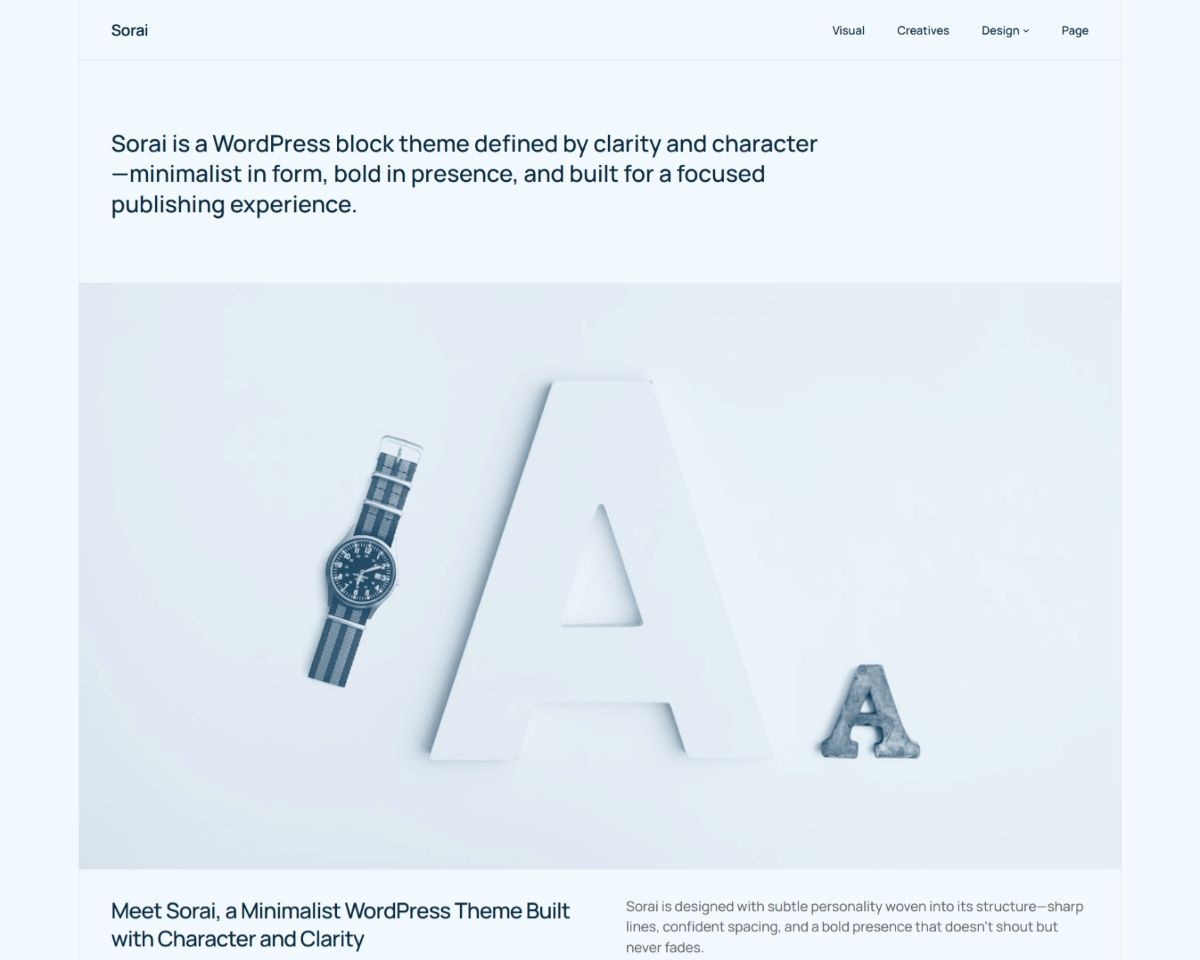 Sorai
Visual Creatives Design Page
Sorai is a WordPress block theme defined by clarity and character
—minimalist in form, bold in presence, and built for a focused
publishing experience.
A
A
Meet Sorai, a Minimalist WordPress Theme Built
with Character and Clarity
Sorai is designed with subtle personality woven into its structure—sharp
lines, confident spacing, and a bold presence that doesn't shout but
never fades.